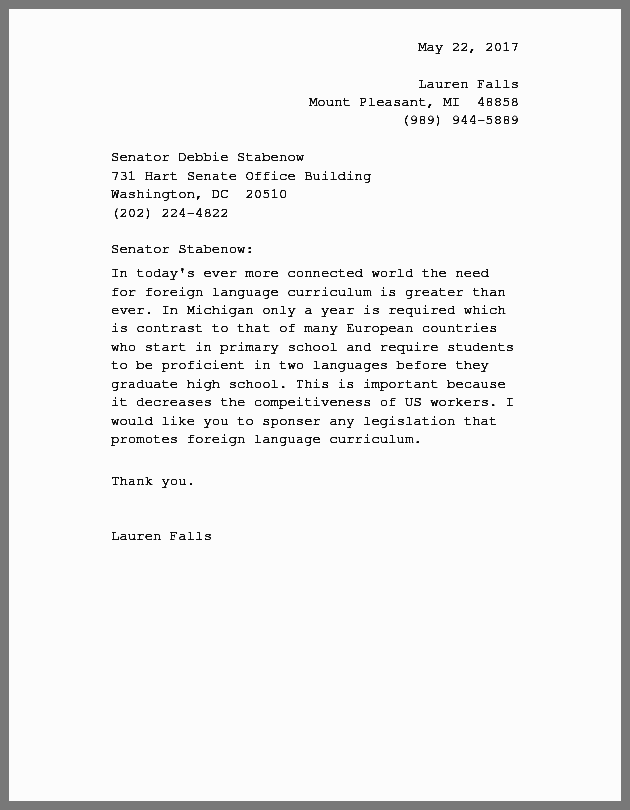 May 22, 2017
Lauren Falls
Mount Pleasant, MI  48858
(989) 944-5889
Senator Debbie Stabenow
731 Hart Senate Office Building
Washington, DC  20510
(202) 224-4822
Senator Stabenow:
In today's ever more connected world the need
for foreign language curriculum is greater than
ever. In Michigan only a year is required which
is contrast to that of many European countries
who start in primary school and require students
to be proficient in two languages before they
graduate high school. This is important because
it decreases the compeitiveness of US workers. I
would like you to sponser any legislation that
promotes foreign language curriculum.
Thank you.
Lauren Falls